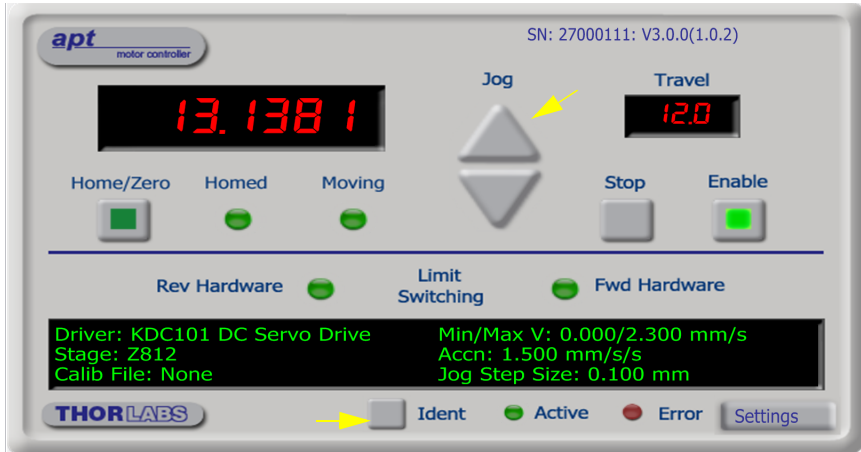 apt
motor controller
SN: 27000111: V3.0.0(1.0.2)
Jog
Travel
13.1381
12.0
Home/Zero Homed Moving
Stop Enable
Rev Hardware
Limit
Switching
Fwd Hardware
Driver: KDC101 DC Servo Drive
Stage: Z812
Calib File: None
Min/Max V: 0.000/2.300 mm/s
Accn: 1.500 mm/s/s
Jog Step Size: 0.100 mm
THORLABS
Ident Active Error Settings